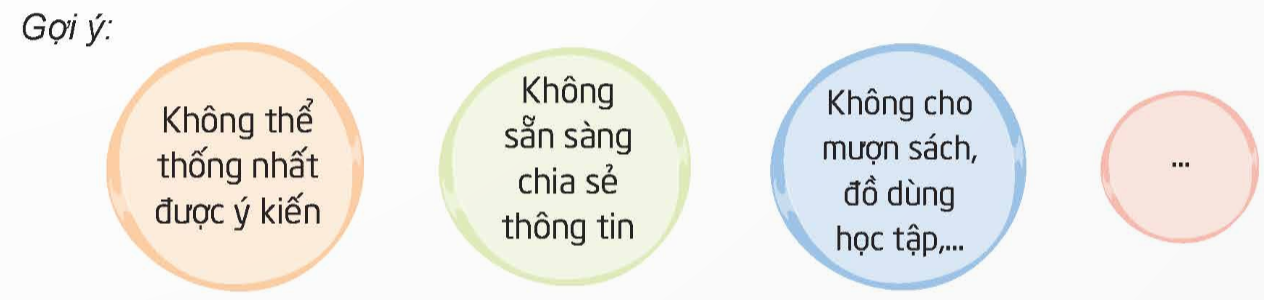 Gợi ý:
Không thể
thống nhất
được ý kiến
Không
sẵn sàng
chia sẻ
thông tin
Không cho
mượn sách,
đồ dùng
học tập,...
...